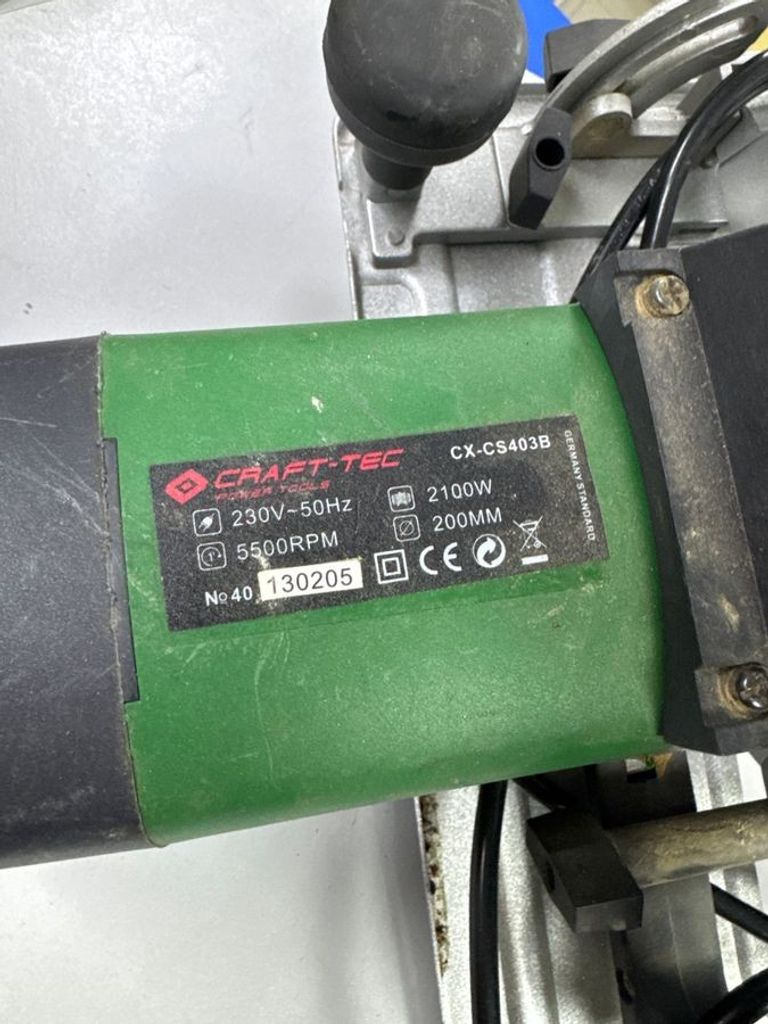 CRAFT-TEC
POWER TOOLS
CX-CS403B
230V~50Hz
2100W
5500RPM
200MM
№40 130205
CE
GERMANY STANDARD